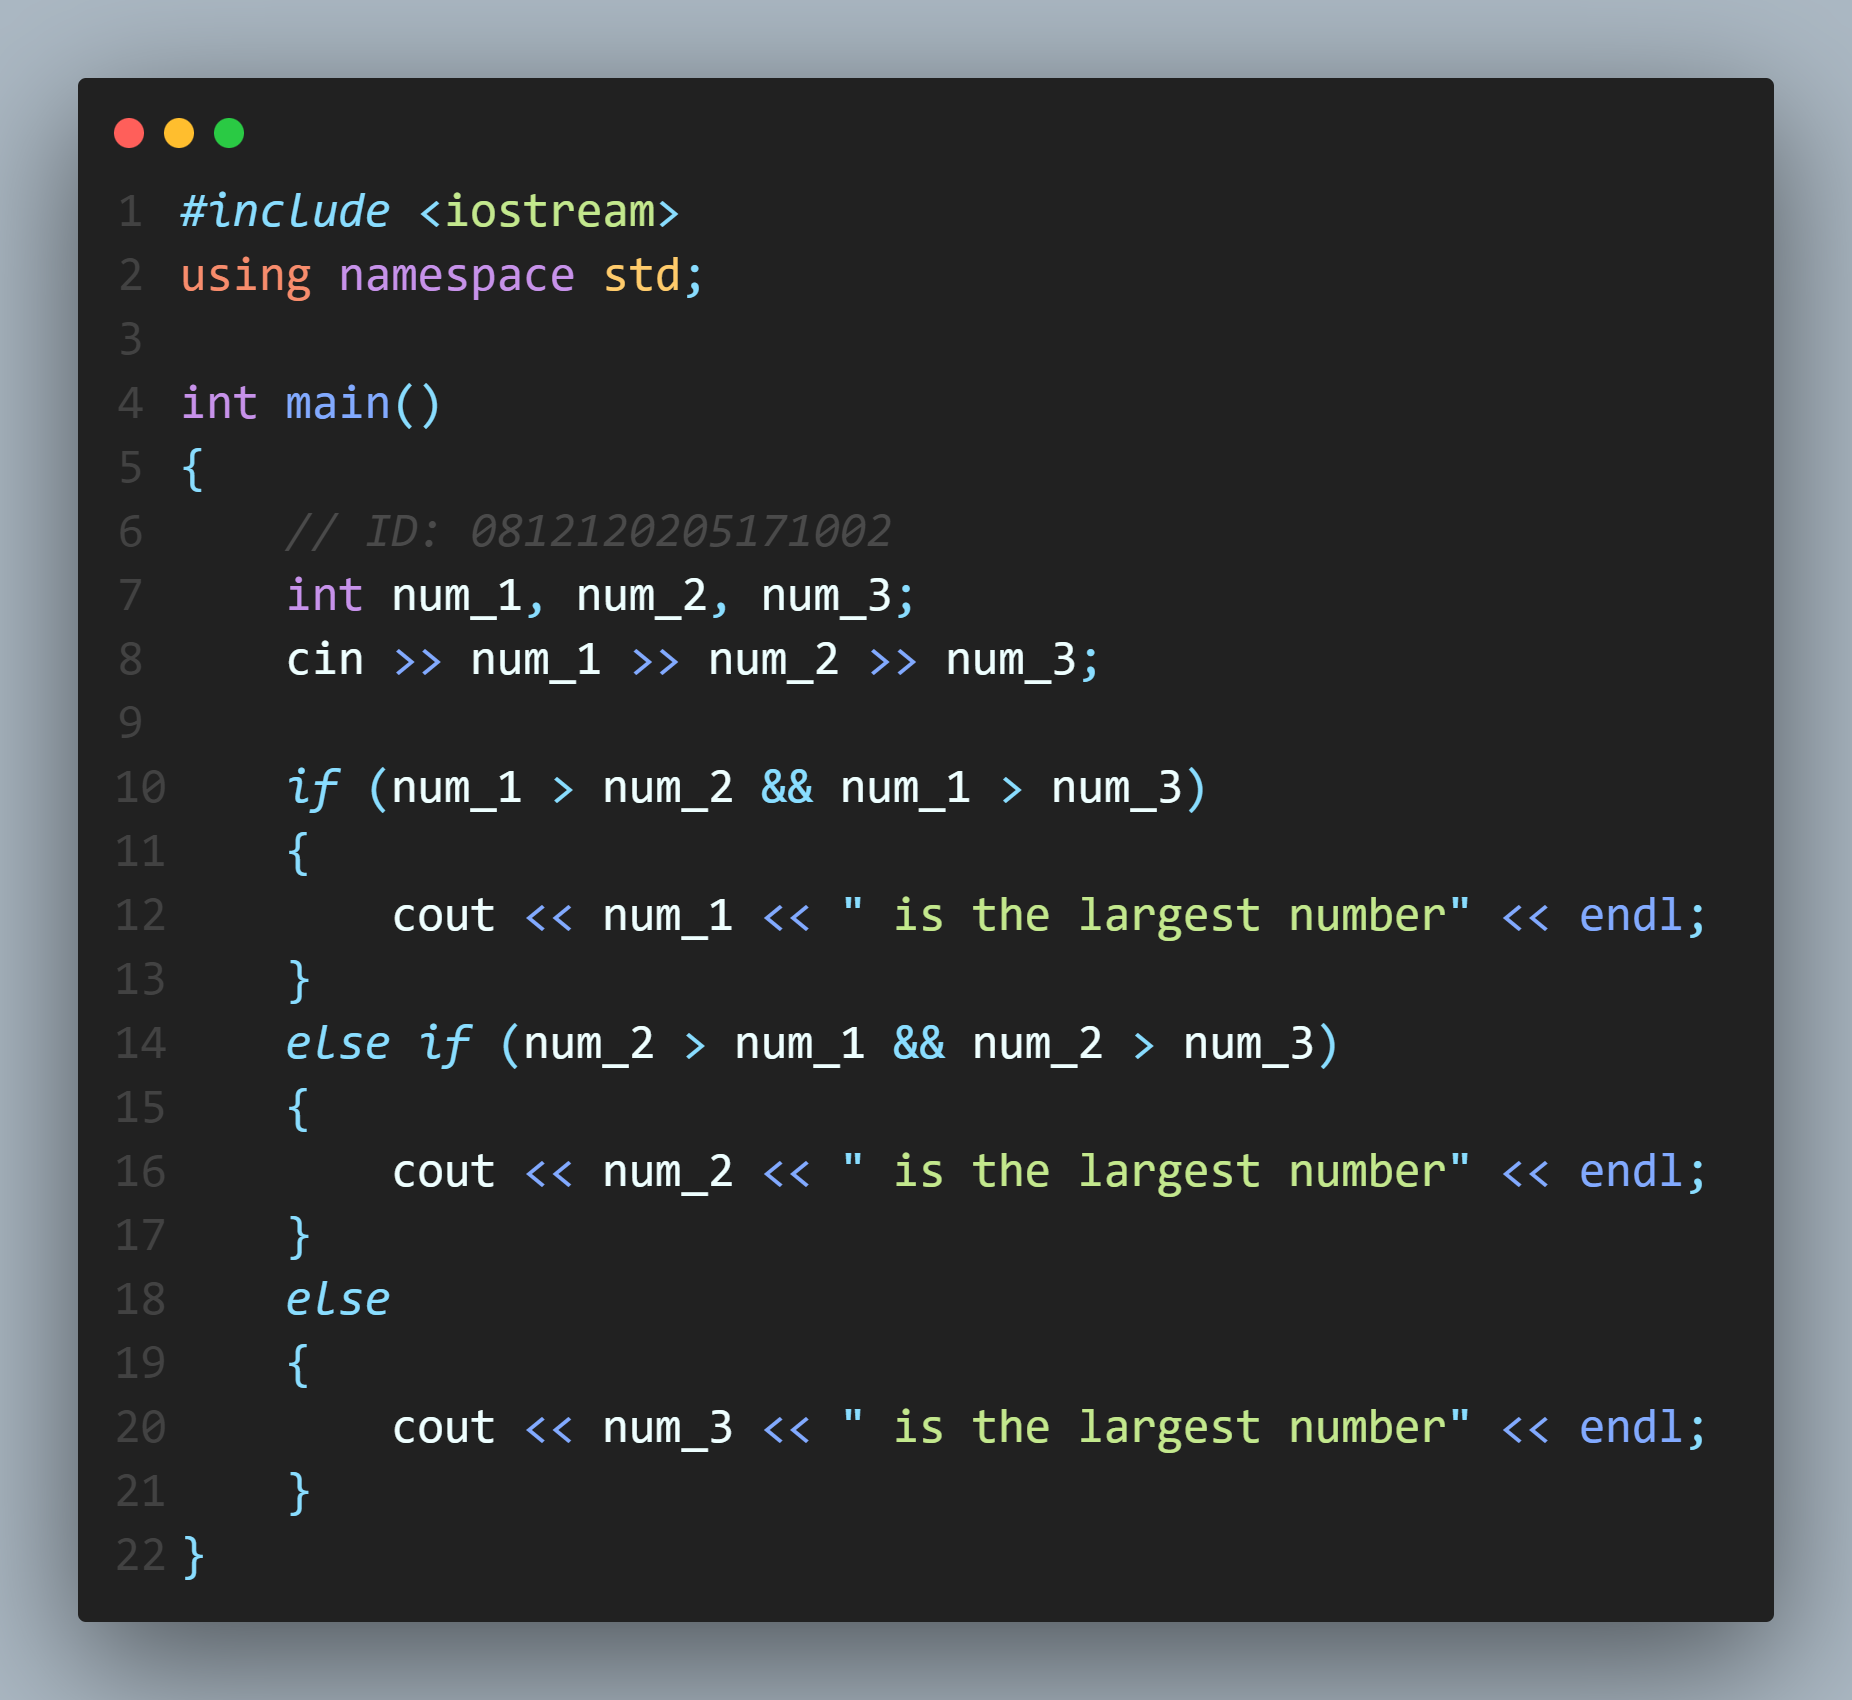 1 #include <iostream>
2 using namespace std;
3
4 int main()
5 {
6     // ID: 0812120205171002
7     int num_1, num_2, num_3;
8     cin >> num_1 >> num_2 >> num_3;
9
10     if (num_1 > num_2 && num_1 > num_3)
11     {
12         cout << num_1 << " is the largest number" << endl;
13     }
14     else if (num_2 > num_1 && num_2 > num_3)
15     {
16         cout << num_2 << " is the largest number" << endl;
17     }
18     else
19     {
20         cout << num_3 << " is the largest number" << endl;
21     }
22 }